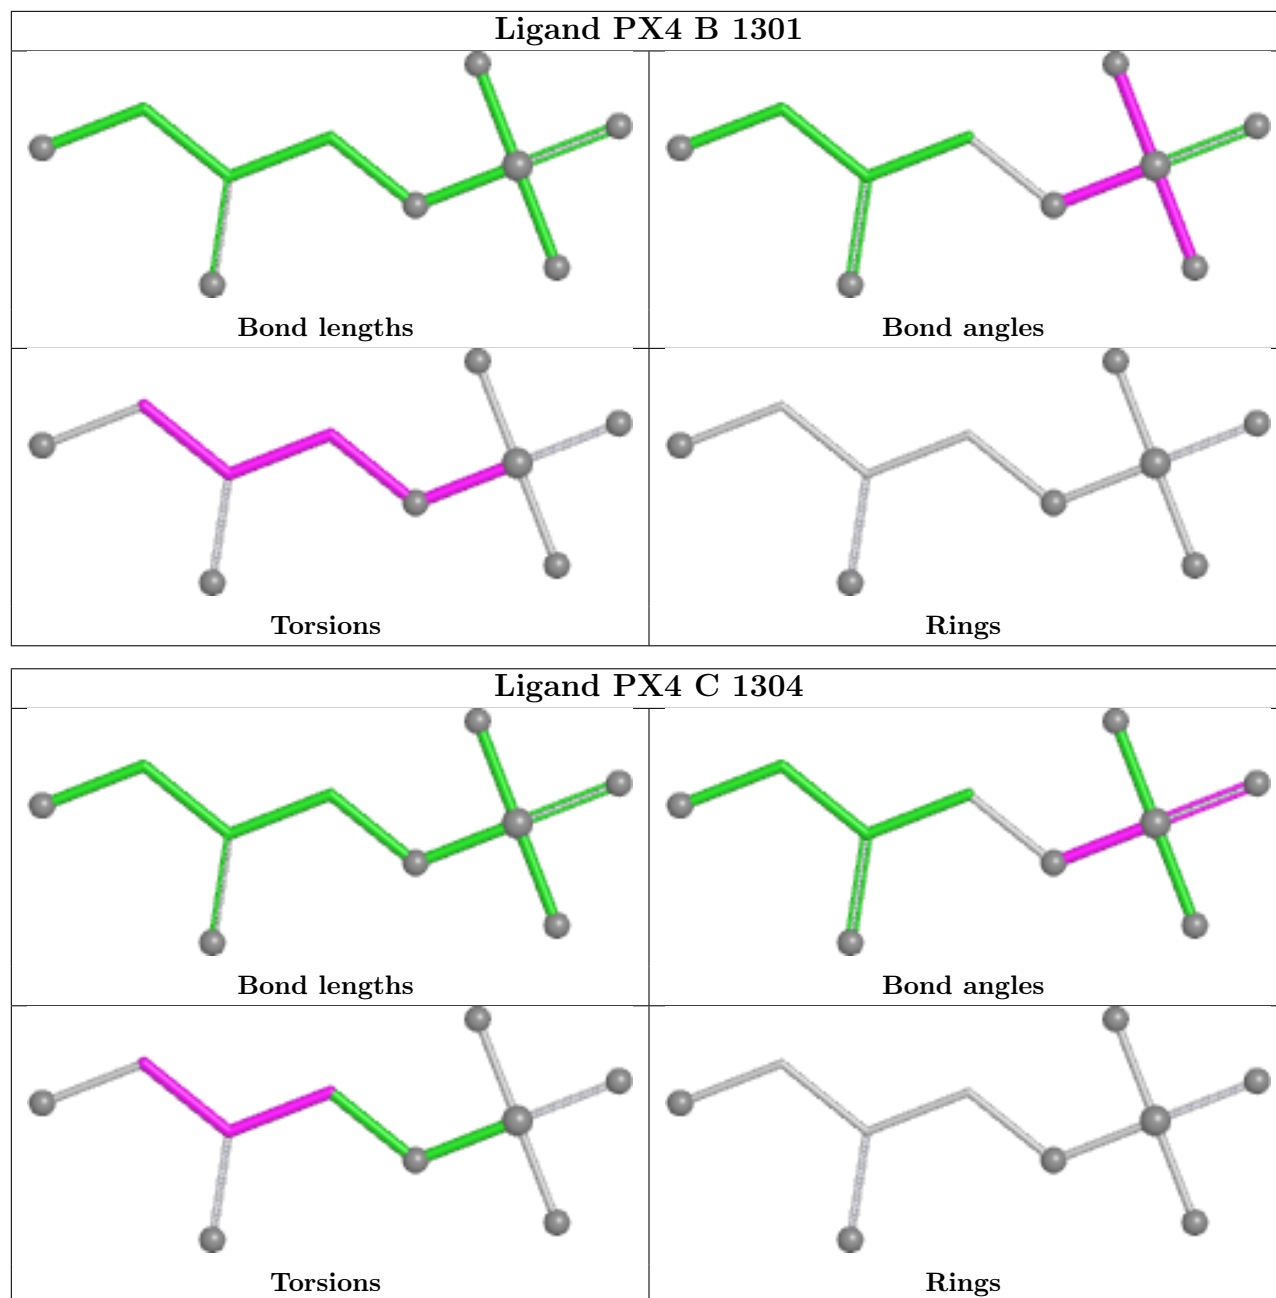 Ligand PX4 B 1301
Bond lengths
Bond angles
Torsions
Rings
Ligand PX4 C 1304
Bond lengths
Bond angles
Torsions
Rings